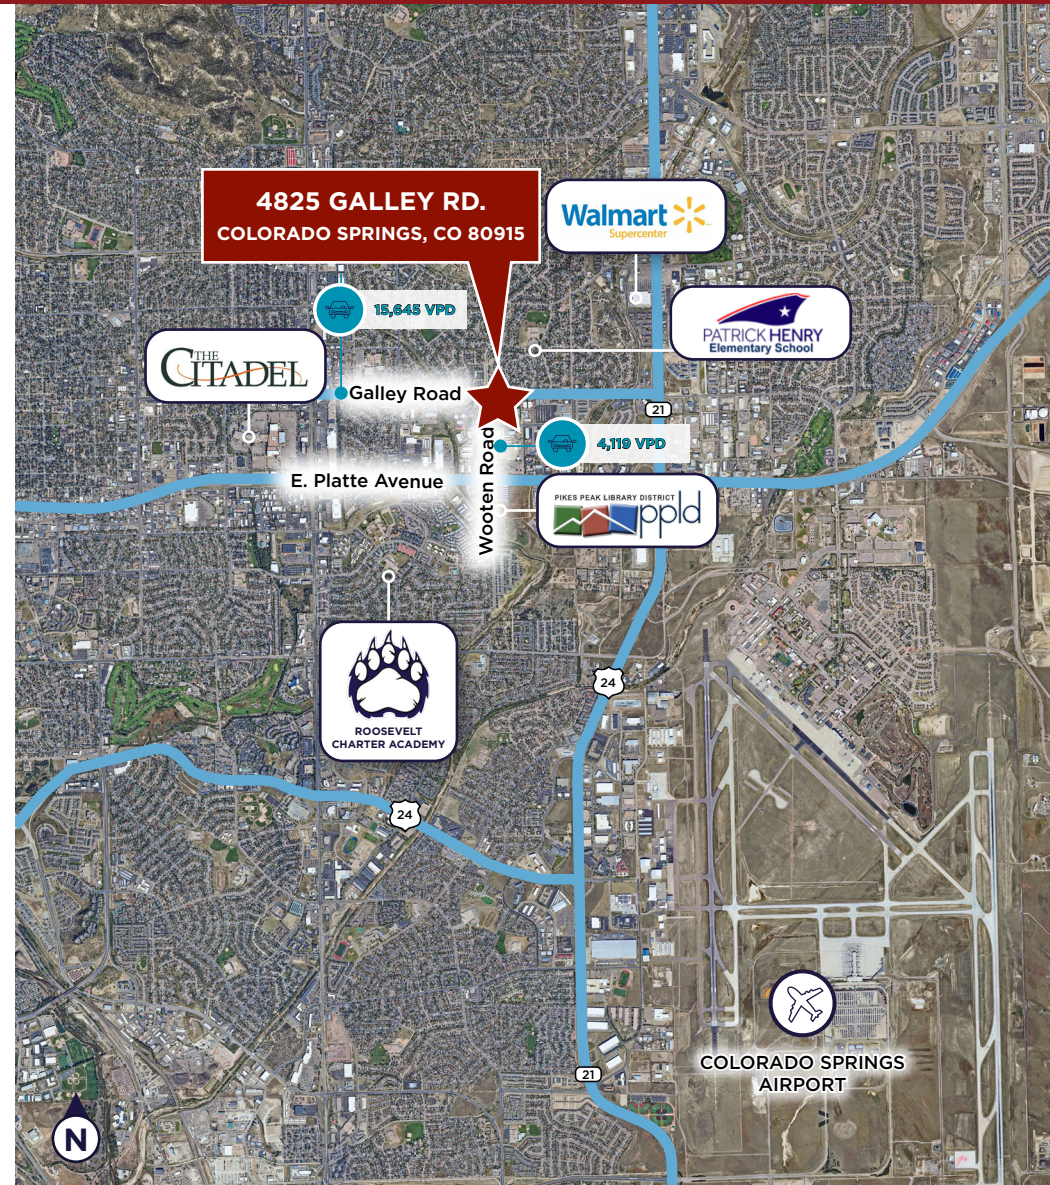 4825 GALLEY RD.
COLORADO SPRINGS, CO 80915
Walmart
Supercenter
15,645 VPD
PATRICK HENRY
Elementary School
THE
CITADEL
Galley Road
21
4,119 VPD
Wooten Road
E. Platte Avenue
PIKES PEAK LIBRARY DISTRICT
ppld
24
ROOSEVELT
CHARTER ACADEMY
24
COLORADO SPRINGS
AIRPORT
21
N